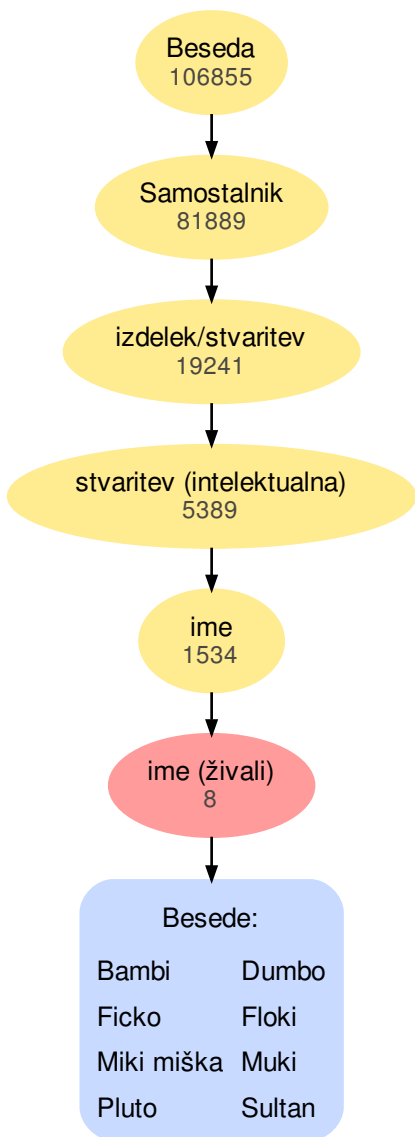 Beseda
106855
Samostalnik
81889
izdelek/stvaritev
19241
stvaritev (intelektualna)
5389
ime
1534
ime (živali)
8
Besede:
Bambi Dumbo
Ficko Floki
Miki miška Muki
Pluto Sultan